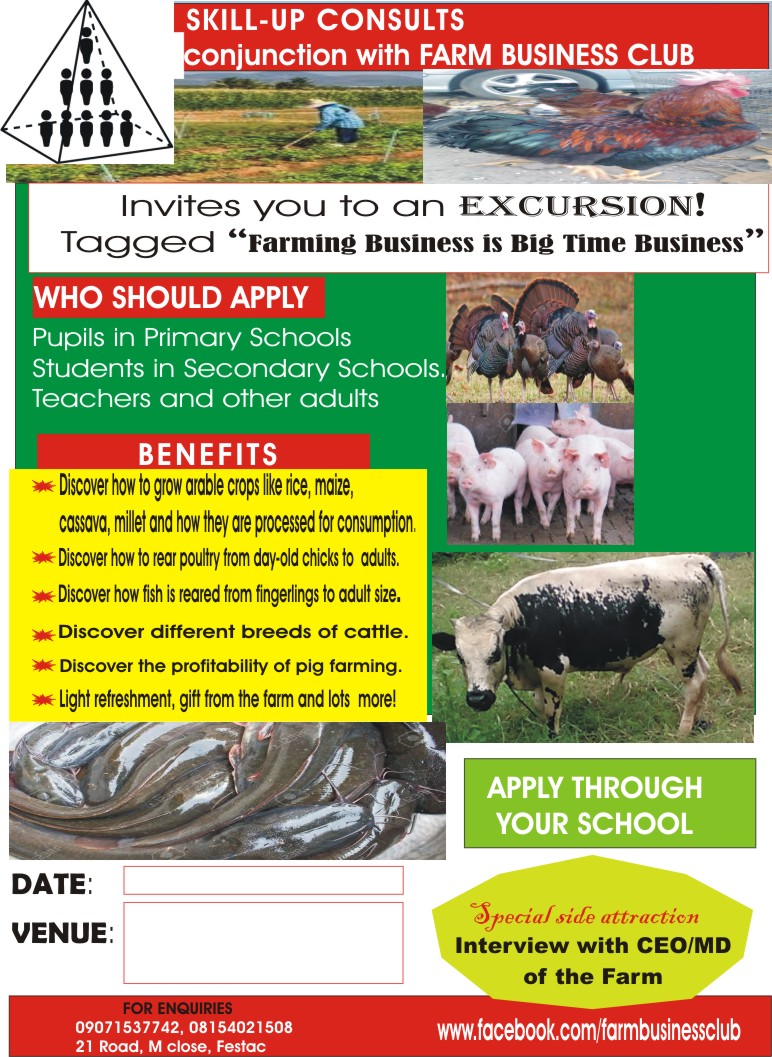 SKILL-UP CONSULTS
conjunction with FARM BUSINESS CLUB
Invites you to an EXCURSION!
Tagged “Farming Business is Big Time Business”
WHO SHOULD APPLY
Pupils in Primary Schools
Students in Secondary Schools.
Teachers and other adults
BENEFITS
Discover how to grow arable crops like rice, maize,
cassava, millet and how they are processed for consumption.
Discover how to rear poultry from day-old chicks to adults.
Discover how fish is reared from fingerlings to adult size.
Discover different breeds of cattle.
Discover the profitability of pig farming.
Light refreshment, gift from the farm and lots more!
APPLY THROUGH
YOUR SCHOOL
DATE:
VENUE:
Special side attraction
Interview with CEO/MD
of the Farm
FOR ENQUIRIES
09071537742, 08154021508
21 Road, M close, Festac
www.facebook.com/farmbusinessclub